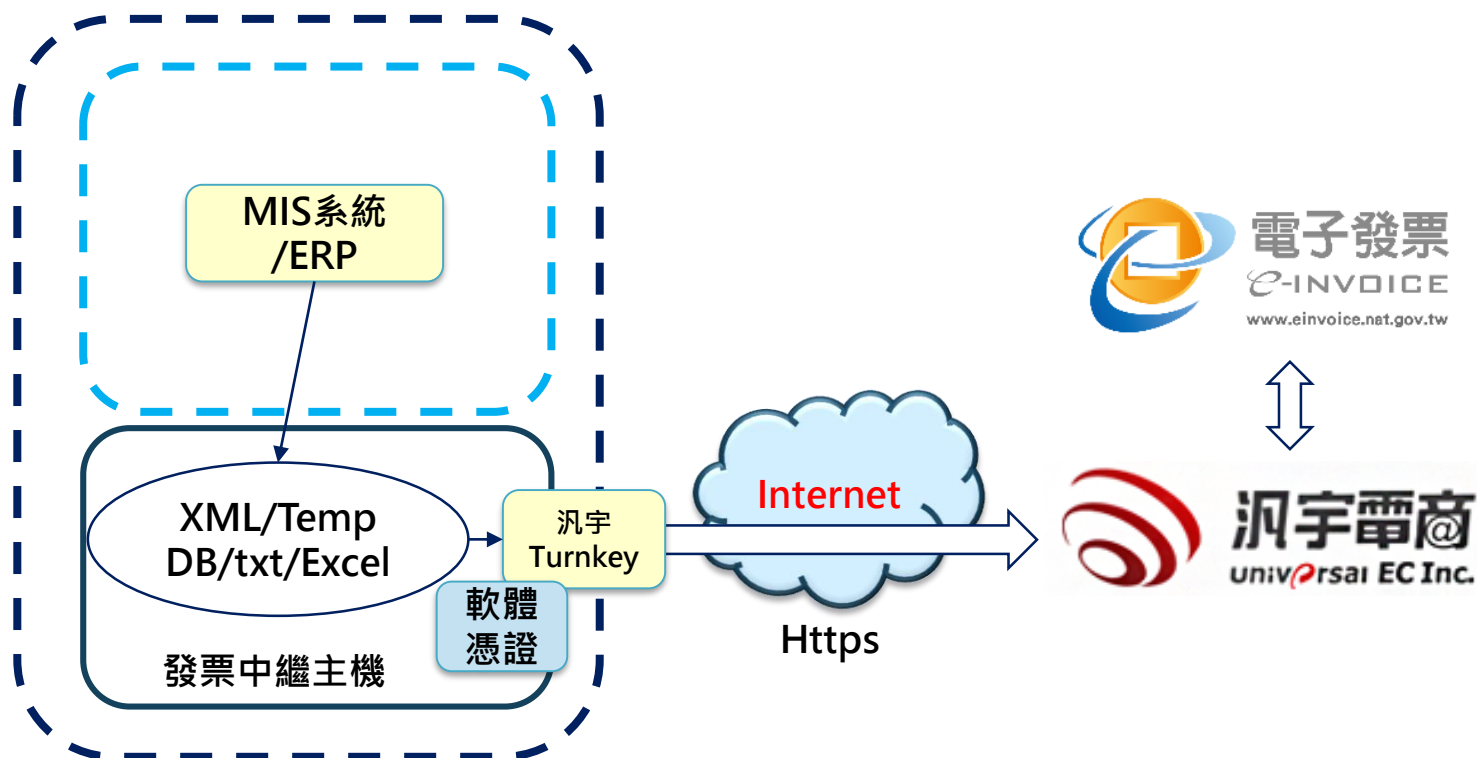 MIS系統
/ERP
XML/Temp
DB/txt/Excel
汎宇
Turnkey
軟體
憑證
發票中繼主機
Internet
Https
電子發票
e-INVOICE
www.einvoice.nat.gov.tw
汎宇電商
universal EC Inc.